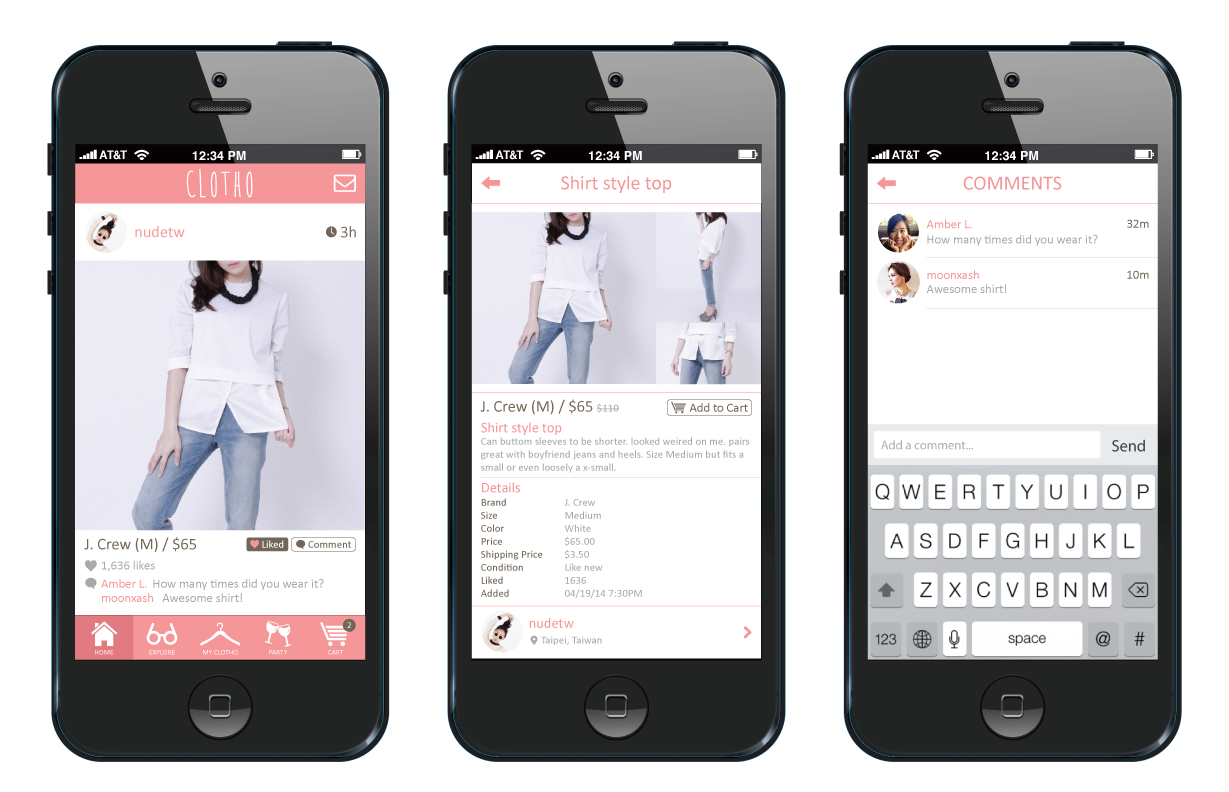 AT&T 12:34 PM
CLOTHO
nudetw 3h
J. Crew (M) / $65 Liked Comment
1,636 likes
Amber L. How many times did you wear it?
moonxash Awesome shirt!
HOME EXPLORE MY CLOTHO PARTY CART 2
AT&T 12:34 PM
Shirt style top
J. Crew (M) / $65 $110 Add to Cart
Shirt style top
Can buttom sleeves to be shorter. looked weired on me. pairs
great with boyfriend jeans and heels. Size Medium but fits a
small or even loosely a x-small.
Details
Brand J. Crew
Size Medium
Color White
Price $65.00
Shipping Price $3.50
Condition Like new
Liked 1636
Added 04/19/14 7:30PM
nudetw
Taipei, Taiwan
AT&T 12:34 PM
COMMENTS
Amber L. 32m
How many times did you wear it?
moonxash 10m
Awesome shirt!
Add a comment... Send
Q W E R T Y U I O P
A S D F G H J K L
Z X C V B N M
123 space @ #